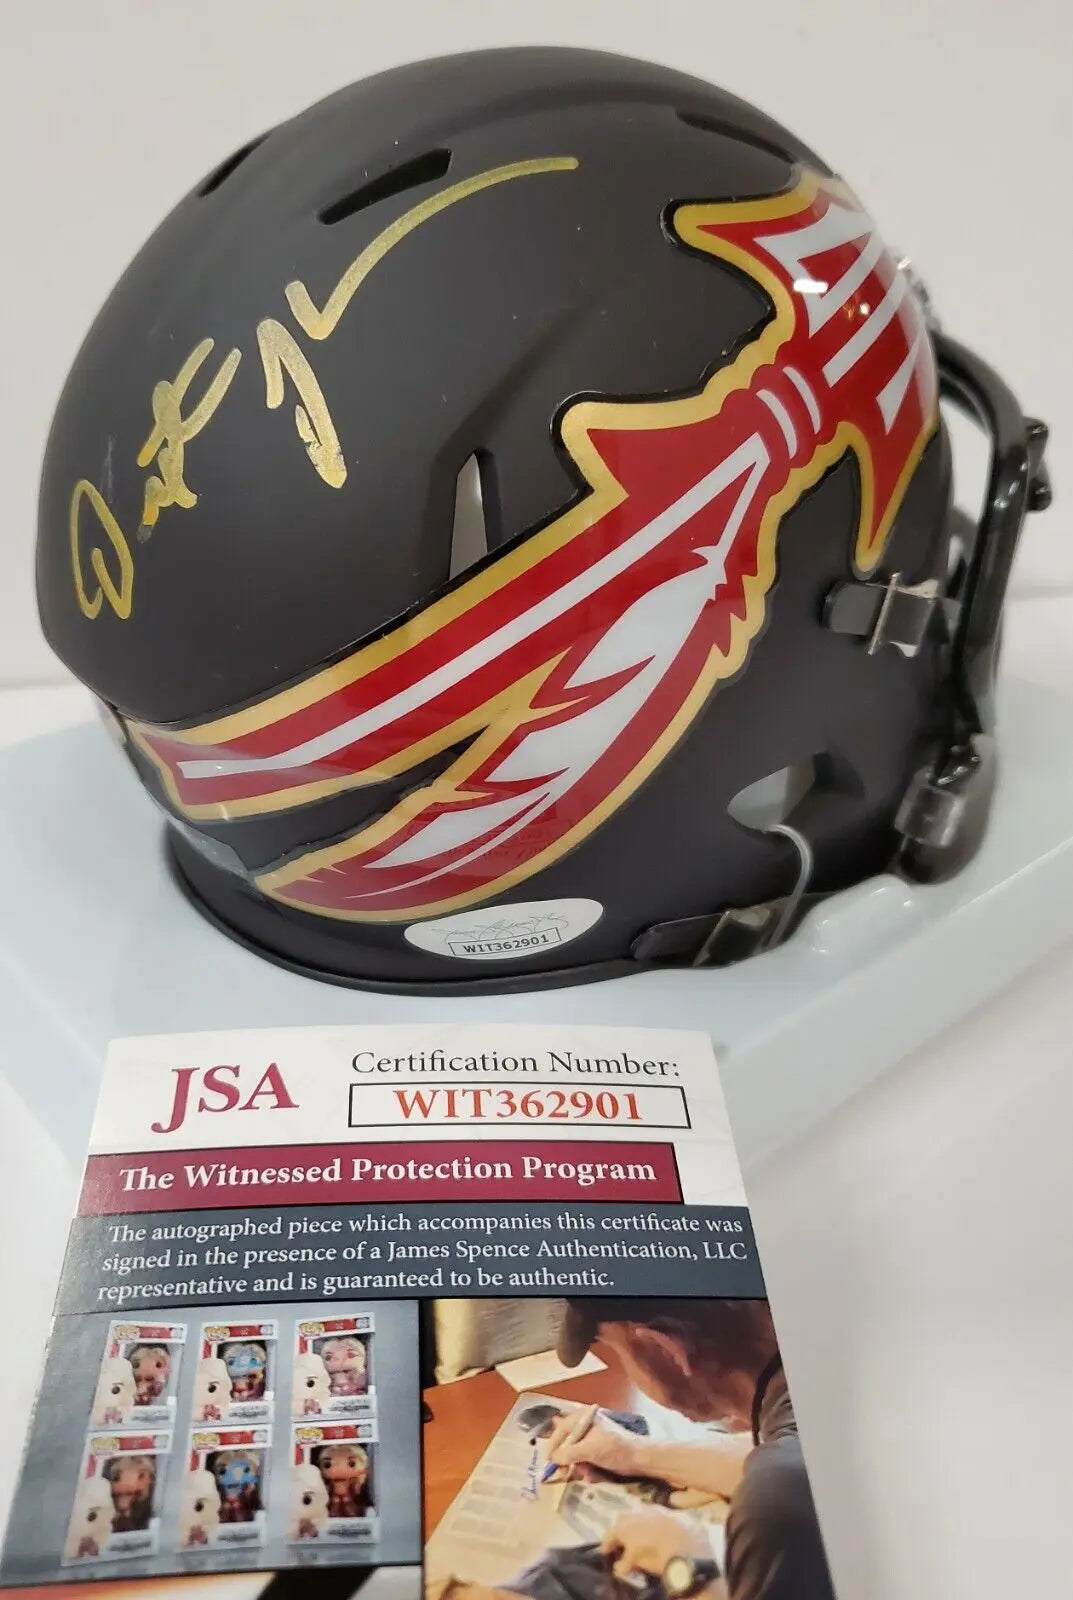 WIT362901
JSA
Certification Number:
WIT362901
The Witnessed Protection Program
The autographed piece which accompanies this certificate was
signed in the presence of a James Spence Authentication, LLC
representative and is guaranteed to be authentic.